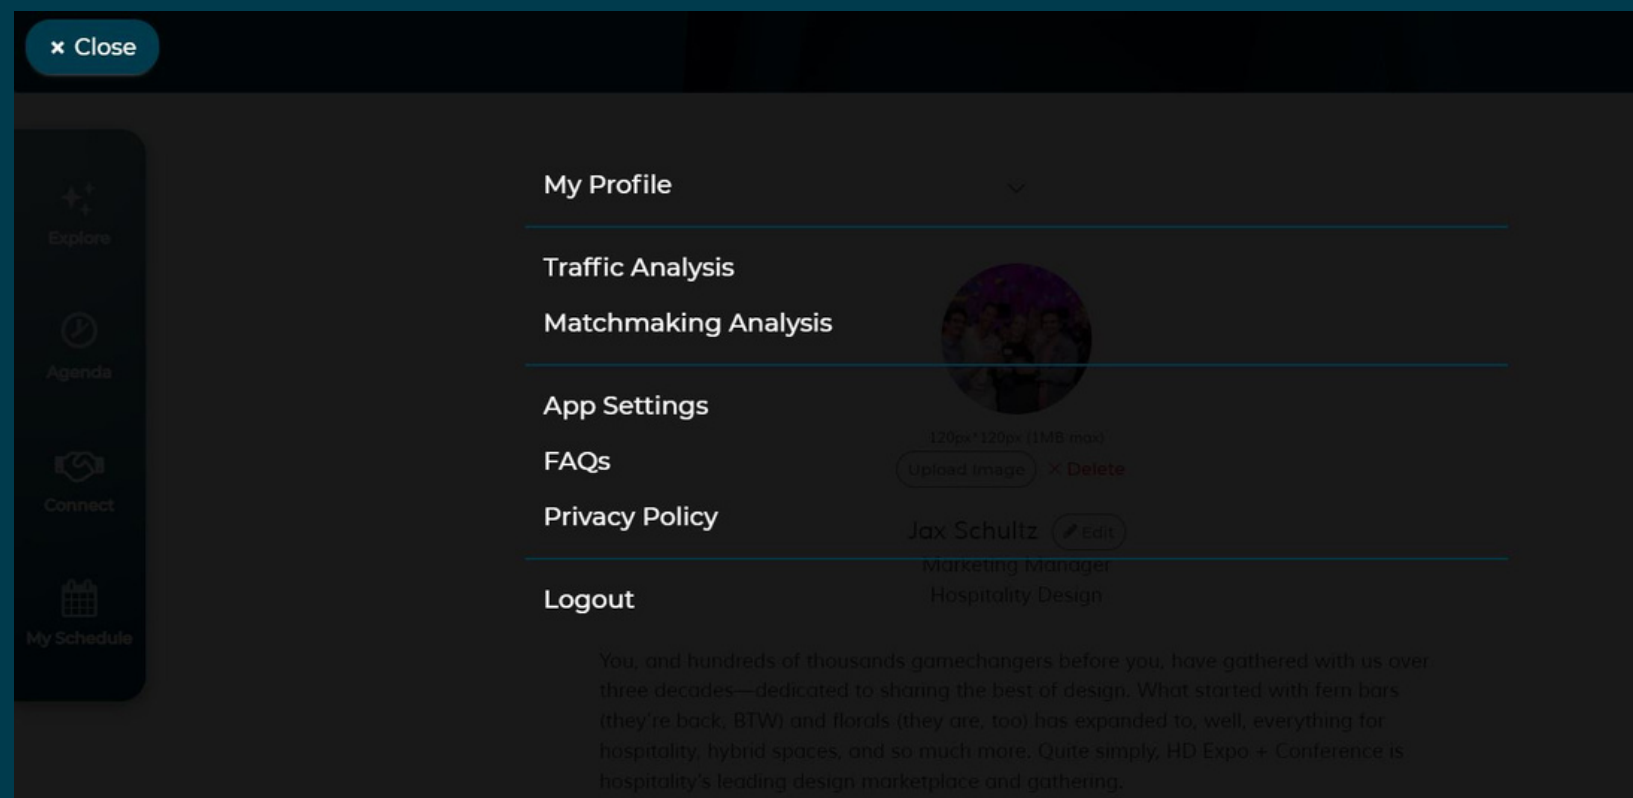 × Close
Explore
Agenda
Connect
My Schedule
My Profile
Traffic Analysis
Matchmaking Analysis
App Settings
FAQs
Privacy Policy
Logout
120px*120px (1MB max)
Upload image × Delete
Jax Schultz Edit
Marketing Manager
Hospitality Design
You, and hundreds of thousands gamechangers before you, have gathered with us over
three decades—dedicated to sharing the best of design. What started with fern bars
(they're back, BTW) and florals (they are, too) has expanded to, well, everything for
hospitality, hybrid spaces, and so much more. Quite simply, HD Expo + Conference is
hospitality's leading design marketplace and gathering.